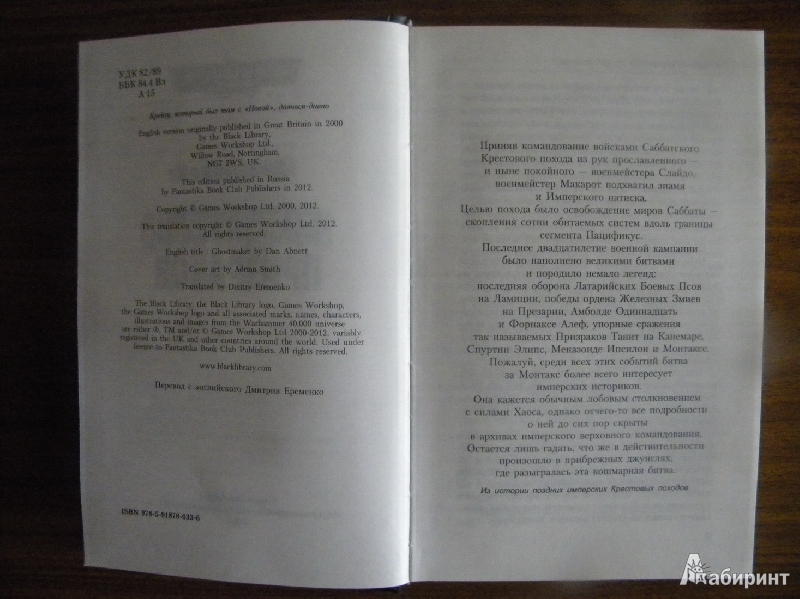 УДК 82/89
ББК 84.4 Вл
А 15
Крейгу, который был там с «Новой», давным-давно
English version originally published in Great Britain in 2000
by the Black Library,
Games Workshop Ltd.,
Willow Road, Nottingham,
NG7 2WS, UK.
This edition published in Russia
by Fantastika Book Club Publishers in 2012.
Copyright © Games Workshop Ltd. 2000, 2012.
This translation copyright © Games Workshop Ltd. 2012.
All rights reserved.
English title : Ghostmaker by Dan Abnett
Cover art by Adrian Smith
Translated by Dmitry Eremenko
The Black Library, the Black Library logo, Games Workshop,
the Games Workshop logo and all associated marks, names, characters,
illustrations and images from the Warhammer 40,000 universe
are either ®, TM and/or © Games Workshop Ltd 2000-2012, variably
registered in the UK and other countries around the world. Used under
license to Fantastika Book Club Publishers. All rights reserved.
www.blacklibrary.com
Перевод с английского Дмитрия Еременко
ISBN 978-5-91878-033-6
Приняв командование войсками Саббатского
Крестового похода из рук прославленного —
и ныне покойного — военмейстера Слайдо,
военмейстер Макарот подхватил знамя
и Имперского натиска.
Целью похода было освобождение миров Саббаты —
скопления сотни обитаемых систем вдоль границы
сегмента Пацификус.
Последнее двадцатилетие военной кампании
было наполнено великими битвами
и породило немало легенд:
последняя оборона Латарийских Боевых Псов
на Ламиции, победы ордена Железных Змиев
на Презарии, Амболде Одиннадцать
и Форнаксе Алеф, упорные сражения
так называемых Призраков Танит на Канемаре,
Спуртин Элипс, Меназоиде Ипсилон и Монтаксе.
Пожалуй, среди всех этих событий битва
за Монтакс более всего интересует
имперских историков.
Она кажется обычным лобовым столкновением
с силами Хаоса, однако отчего-то все подробности
о ней до сих пор скрыты
в архивах имперского верховного командования.
Остается лишь гадать, что же в действительности
произошло в прибрежных джунглях,
где разыгралась эта кошмарная битва.
Из истории поздних имперских Крестовых походов
Лабиринт